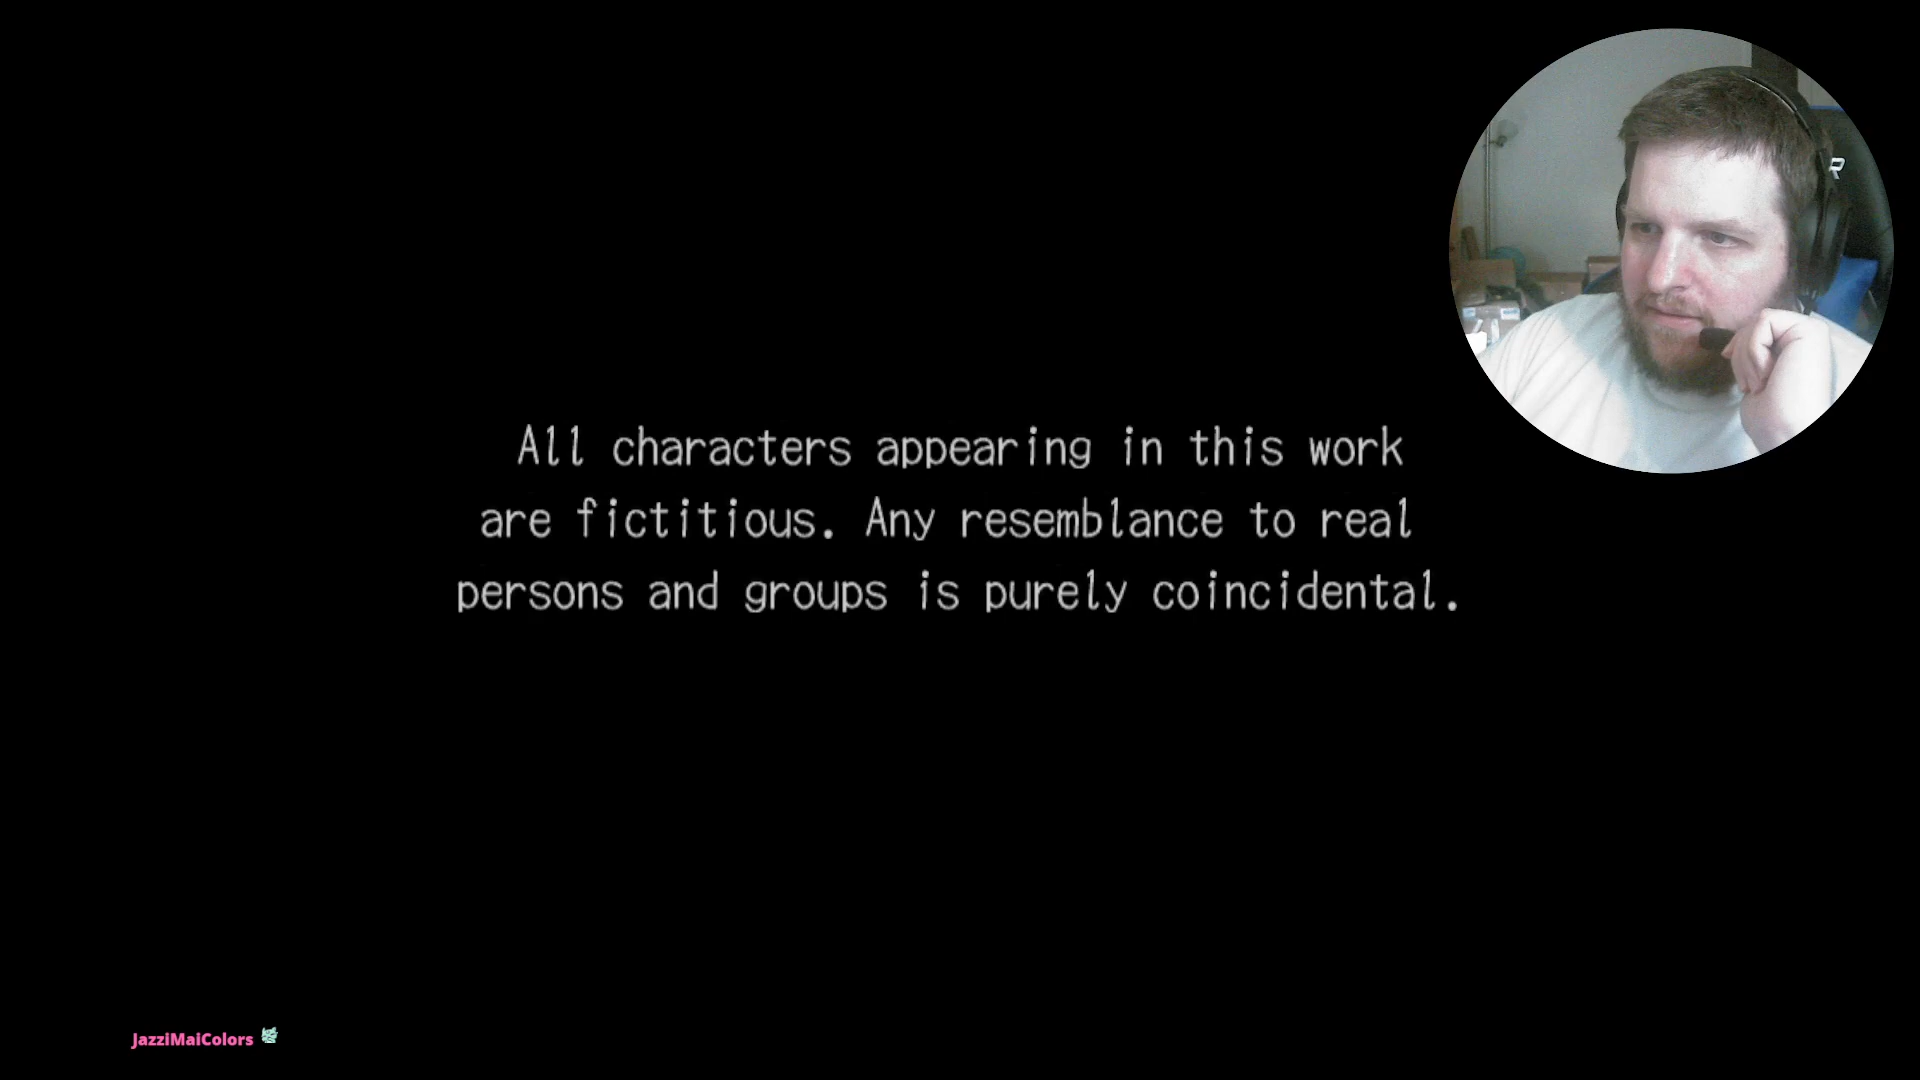 All characters appearing in this work
are fictitious. Any resemblance to real
persons and groups is purely coincidental.
R
JazziMaiColors